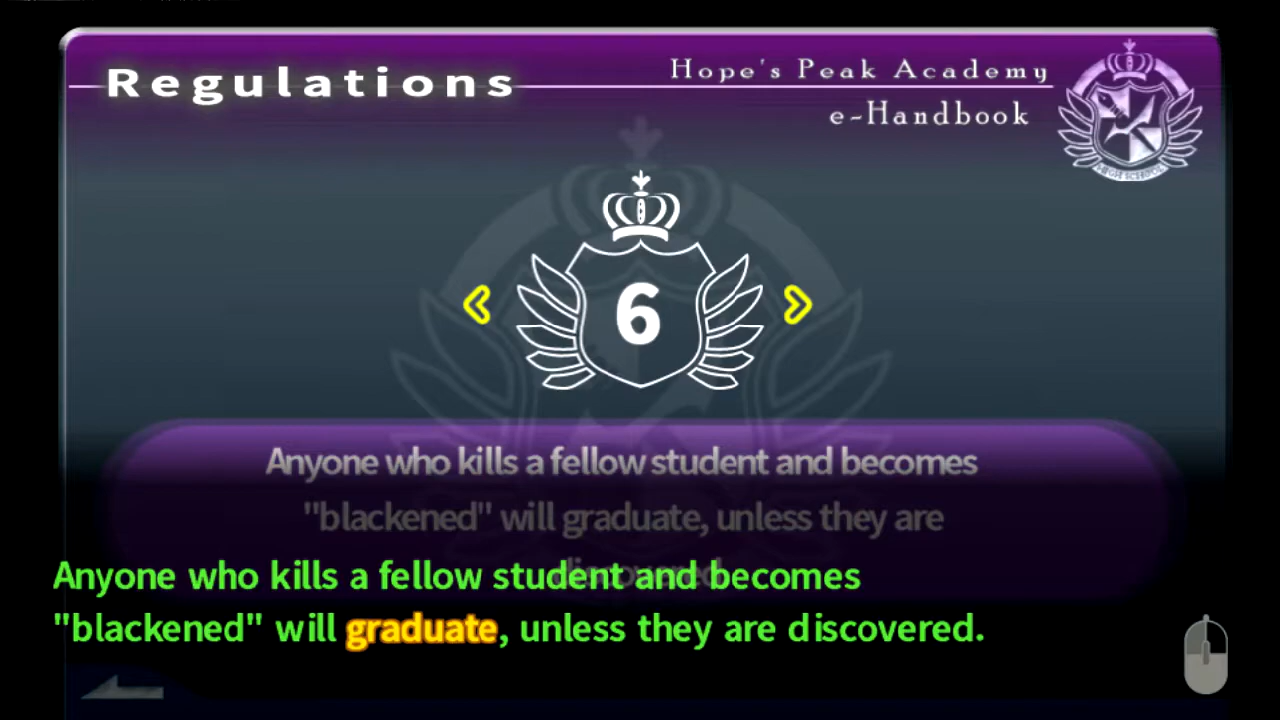 Regulations
Hope's Peak Academy
e-Handbook
6
Anyone who kills a fellow student and becomes
"blackened" will graduate, unless they are
discovered.
Anyone who kills a fellow student and becomes
"blackened" will graduate, unless they are discovered.